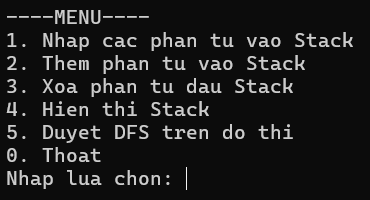 ----MENU----
1. Nhap cac phan tu vao Stack
2. Them phan tu vao Stack
3. Xoa phan tu dau Stack
4. Hien thi Stack
5. Duyet DFS tren do thi
0. Thoat
Nhap lua chon: